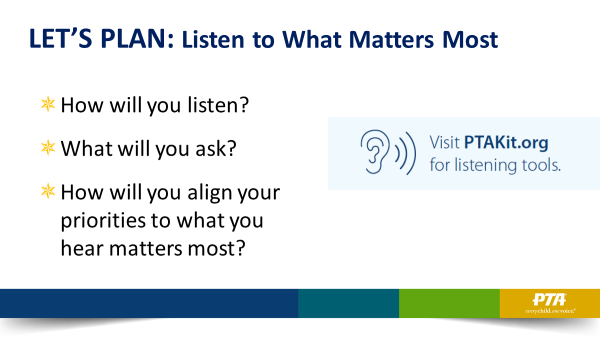 LET’S PLAN: Listen to What Matters Most
How will you listen?
What will you ask?
How will you align your
priorities to what you
hear matters most?
Visit PTAKit.org
for listening tools.
PTA
everychild.onevoice.®